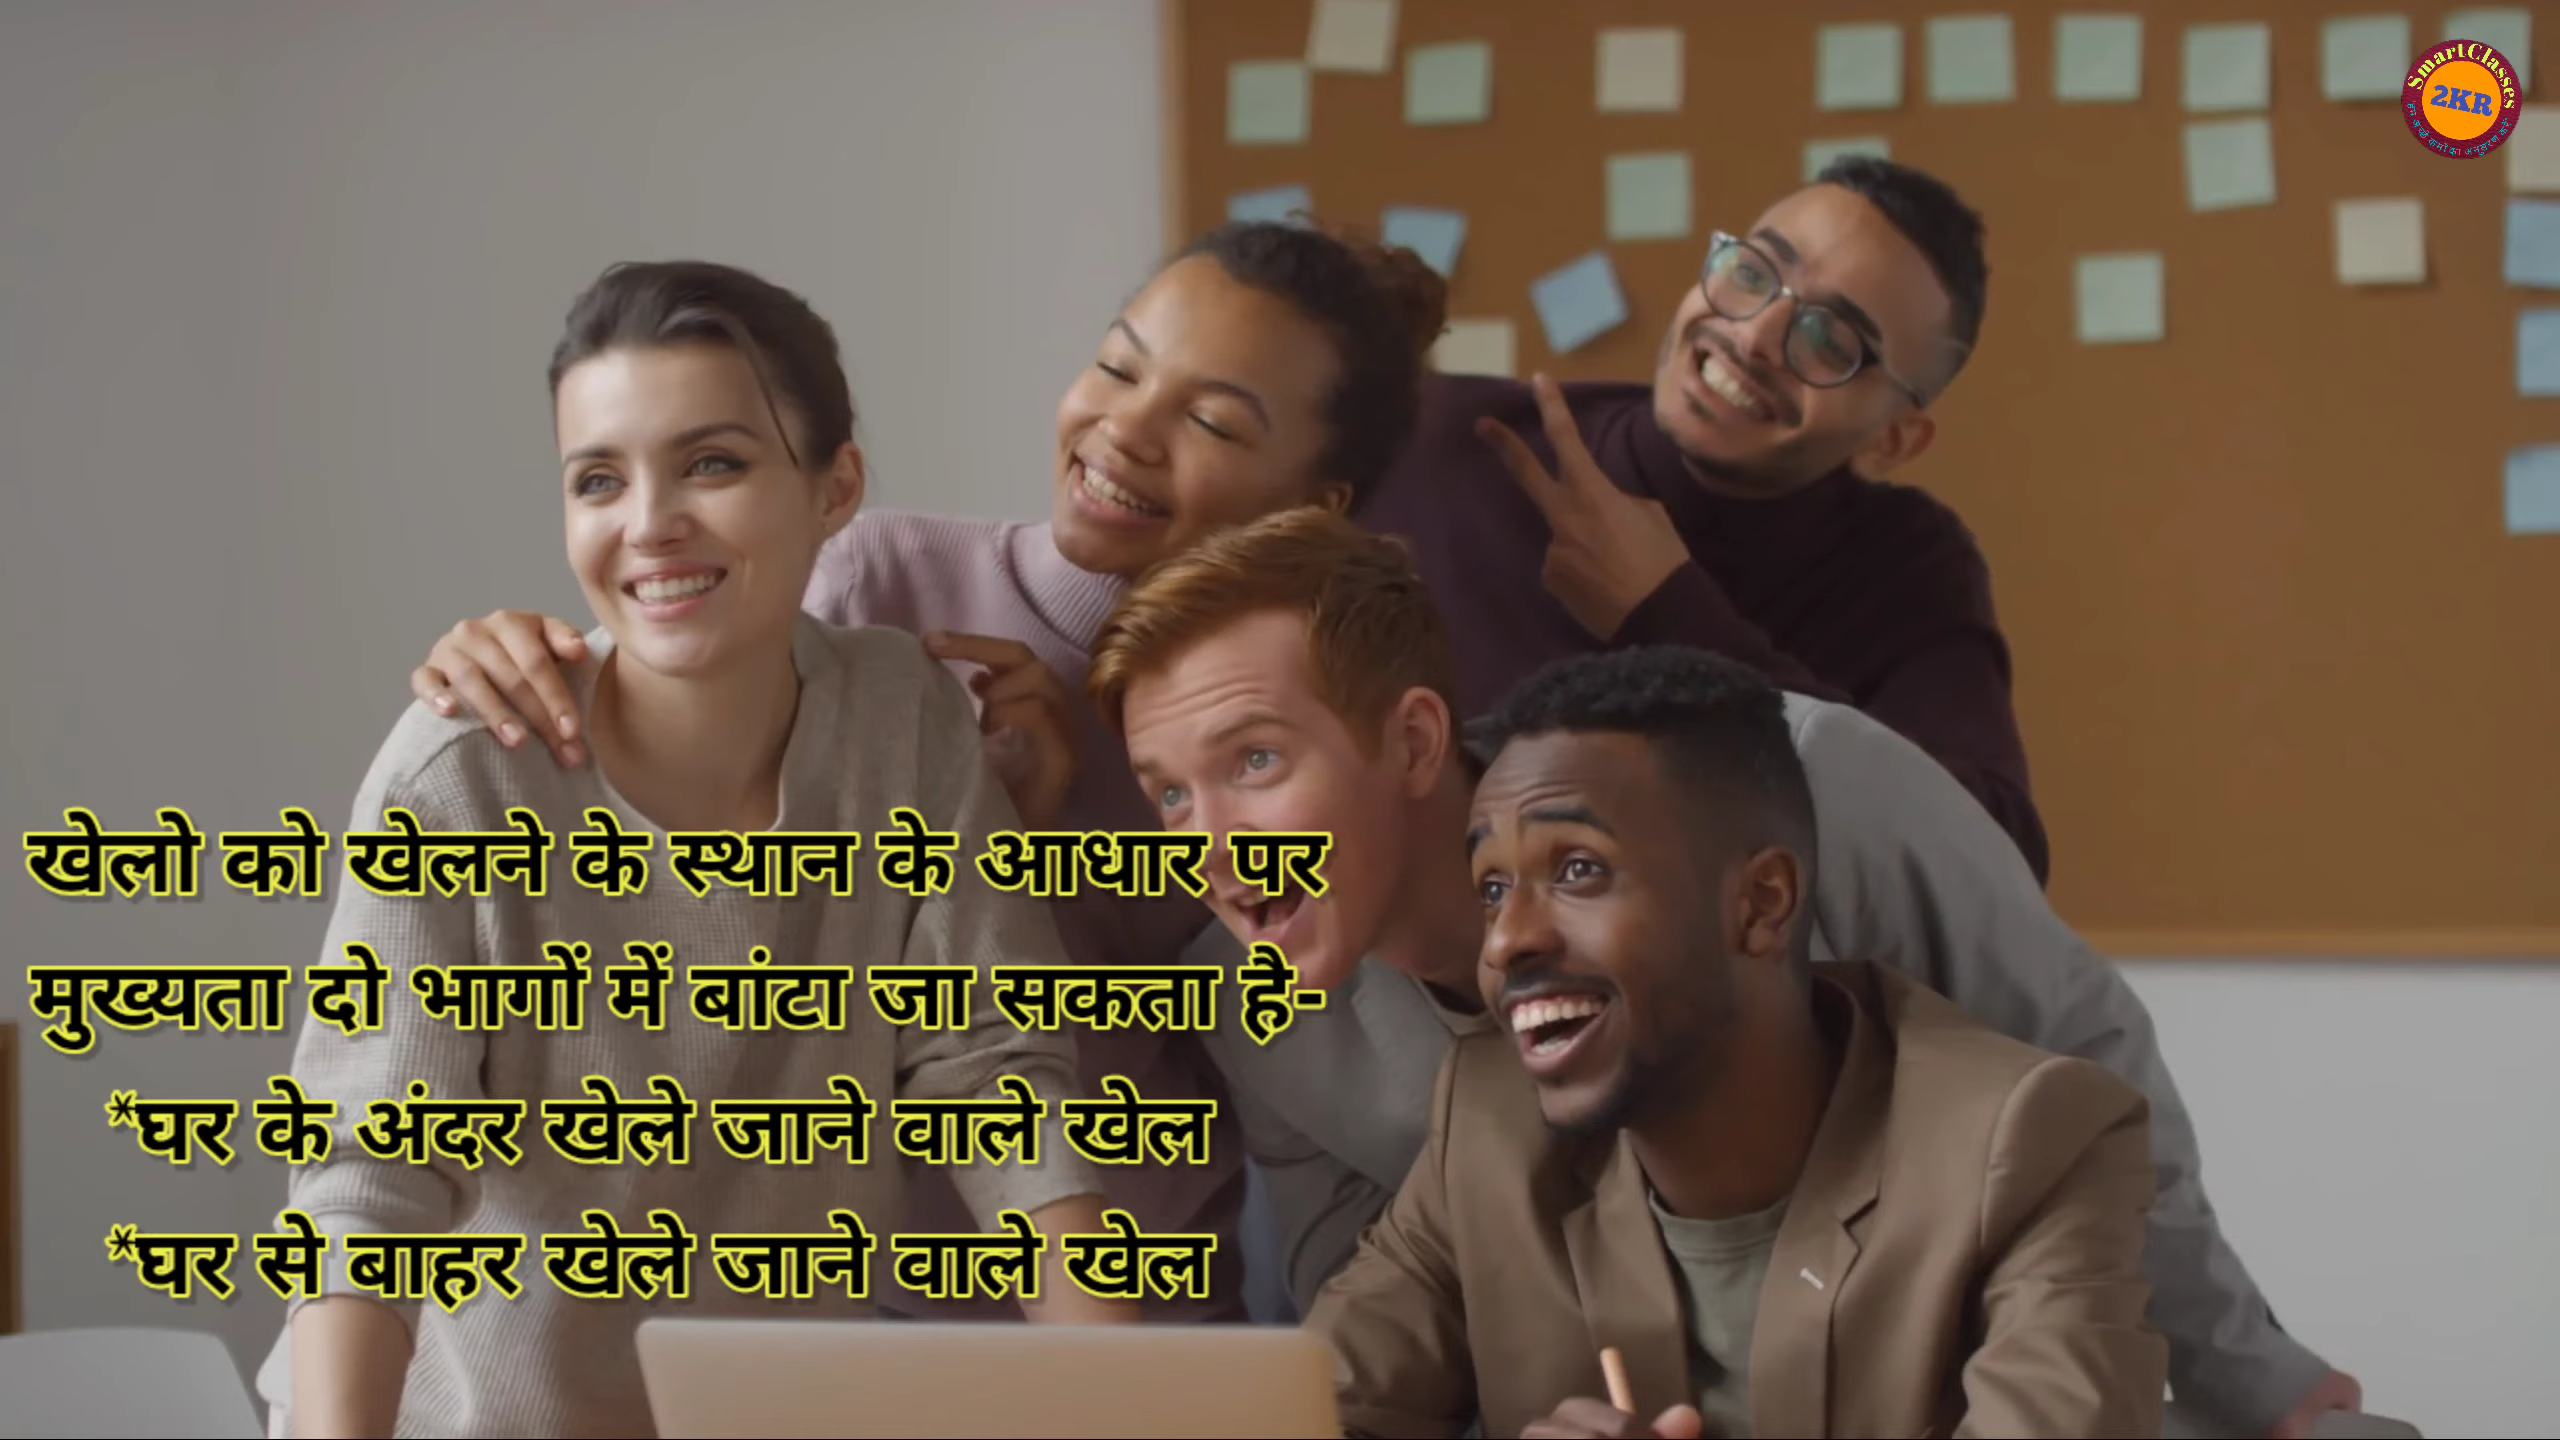 SmartClasses
2KR
खेलो को खेलने के स्थान के आधार पर
मुख्यता दो भागों में बांटा जा सकता है-
*घर के अंदर खेले जाने वाले खेल
*घर से बाहर खेले जाने वाले खेल